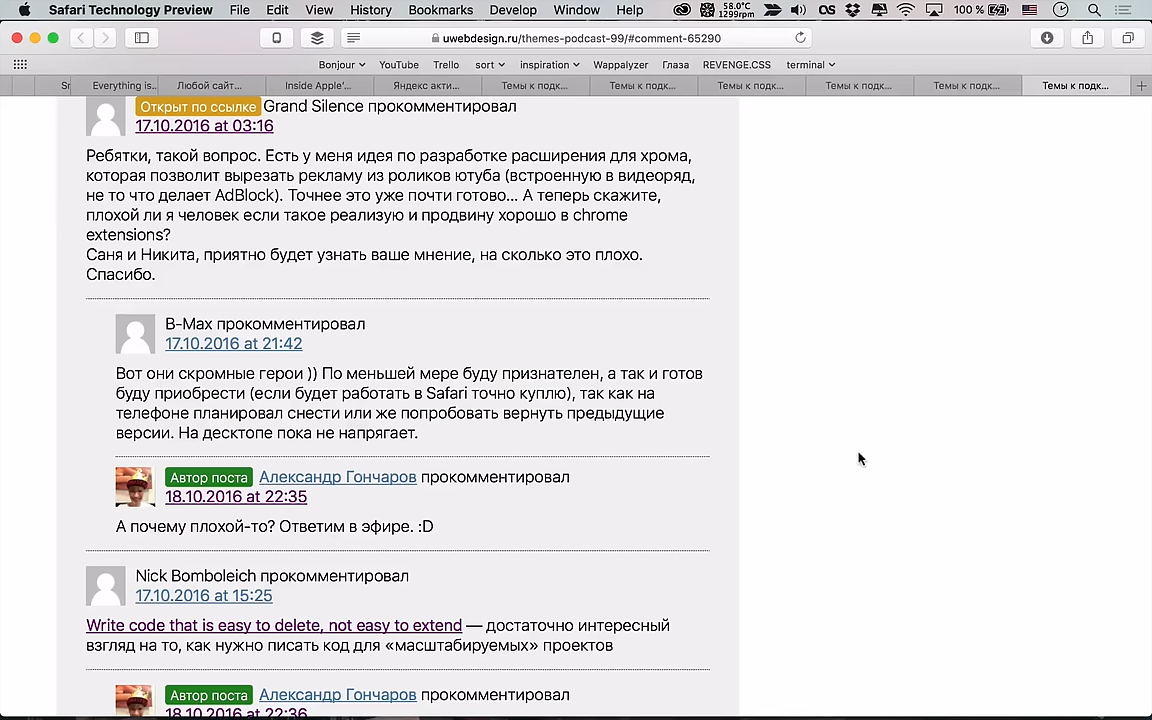 Safari Technology Preview File Edit View History Bookmarks Develop Window Help 58.0°C 1299rpm 100 %
uwebdesign.ru/themes-podcast-99/#comment-65290
Bonjour YouTube Trello sort inspiration Wappalyzer Глаза REVENGE.CSS terminal
Sr Everything is.. Любой сайт... Inside Apple'... Яндекс акти... Темы к подк... Темы к подк... Темы к подк... Темы к подк... Темы к подк... Темы к подк...
Открыт по ссылке Grand Silence прокомментировал
17.10.2016 at 03:16
Ребятки, такой вопрос. Есть у меня идея по разработке расширения для хрома,
которая позволит вырезать рекламу из роликов ютуба (встроенную в видеоряд,
не то что делает AdBlock). Точнее это уже почти готово... А теперь скажите,
плохой ли я человек если такое реализую и продвину хорошо в chrome
extensions?
Саня и Никита, приятно будет узнать ваше мнение, на сколько это плохо.
Спасибо.
B-Max прокомментировал
17.10.2016 at 21:42
Вот они скромные герои )) По меньшей мере буду признателен, а так и готов
буду приобрести (если будет работать в Safari точно куплю), так как на
телефоне планировал снести или же попробовать вернуть предыдущие
версии. На десктопе пока не напрягает.
Автор поста Александр Гончаров прокомментировал
18.10.2016 at 22:35
А почему плохой-то? Ответим в эфире. :D
Nick Bomboleich прокомментировал
17.10.2016 at 15:25
Write code that is easy to delete, not easy to extend — достаточно интересный
взгляд на то, как нужно писать код для «масштабируемых» проектов
Автор поста Александр Гончаров прокомментировал
18.10.2016 at 22:36